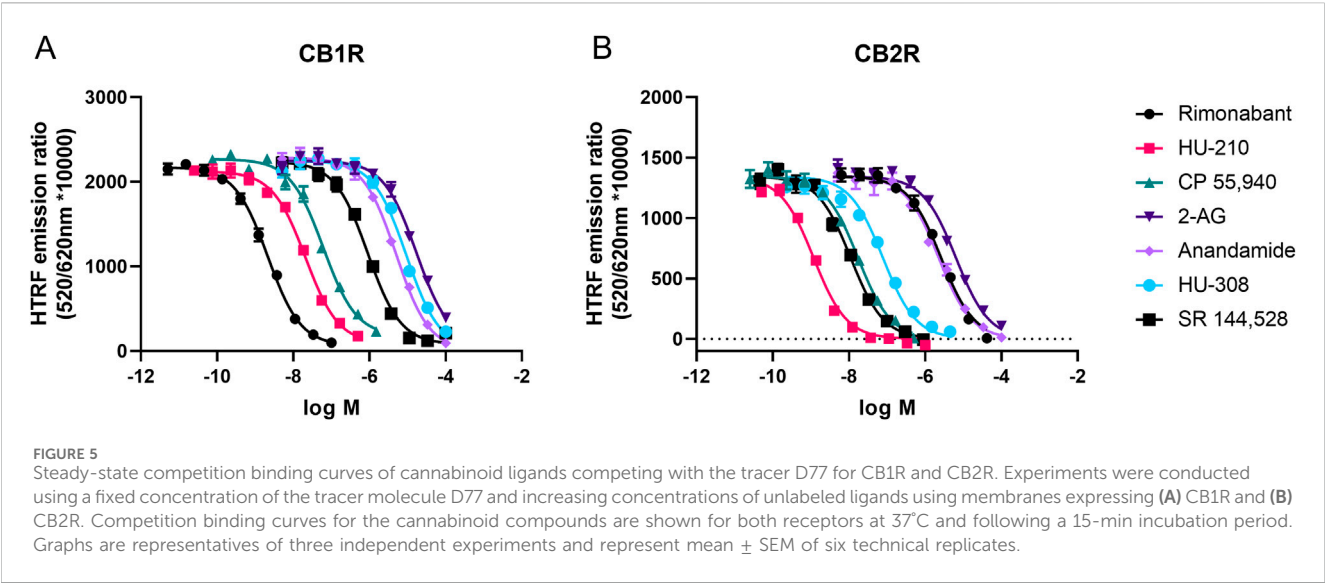 A
CB1R
HTRF emission ratio
(520/620nm *10000)
3000
2000
1000
0
-12
-10
-8
-6
-4
-2
log M
B
CB2R
HTRF emission ratio
(520/620nm *10000)
2000
1500
1000
500
0
-12
-10
-8
-6
-4
-2
log M
Rimonabant
HU-210
CP 55,940
2-AG
Anandamide
HU-308
SR 144,528
FIGURE 5
Steady-state competition binding curves of cannabinoid ligands competing with the tracer D77 for CB1R and CB2R. Experiments were conducted
using a fixed concentration of the tracer molecule D77 and increasing concentrations of unlabeled ligands using membranes expressing (A) CB1R and (B)
CB2R. Competition binding curves for the cannabinoid compounds are shown for both receptors at 37°C and following a 15-min incubation period.
Graphs are representatives of three independent experiments and represent mean ± SEM of six technical replicates.